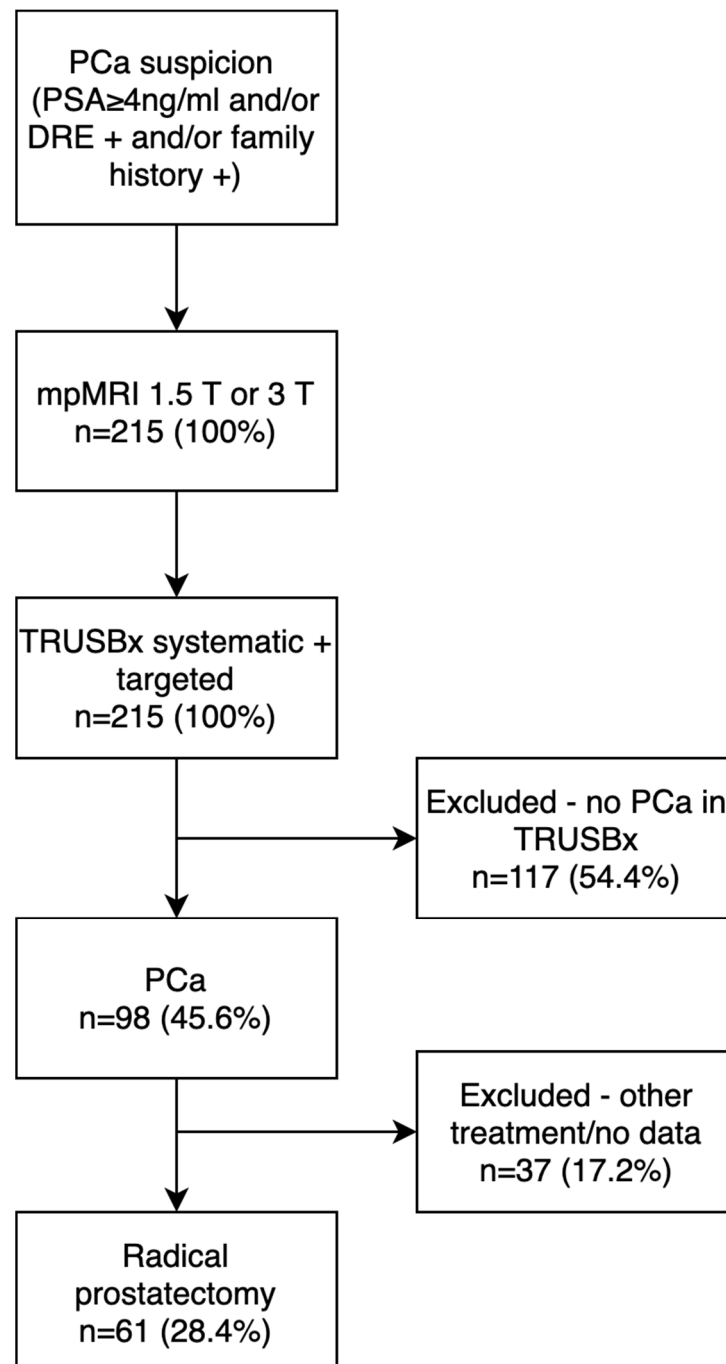 PCa suspicion
(PSA≥4ng/ml and/or
DRE + and/or family
history +)
mpMRI 1.5 T or 3 T
n=215 (100%)
TRUSBx systematic +
targeted
n=215 (100%)
Excluded - no PCa in
TRUSBx
n=117 (54.4%)
PCa
n=98 (45.6%)
Excluded - other
treatment/no data
n=37 (17.2%)
Radical
prostatectomy
n=61 (28.4%)